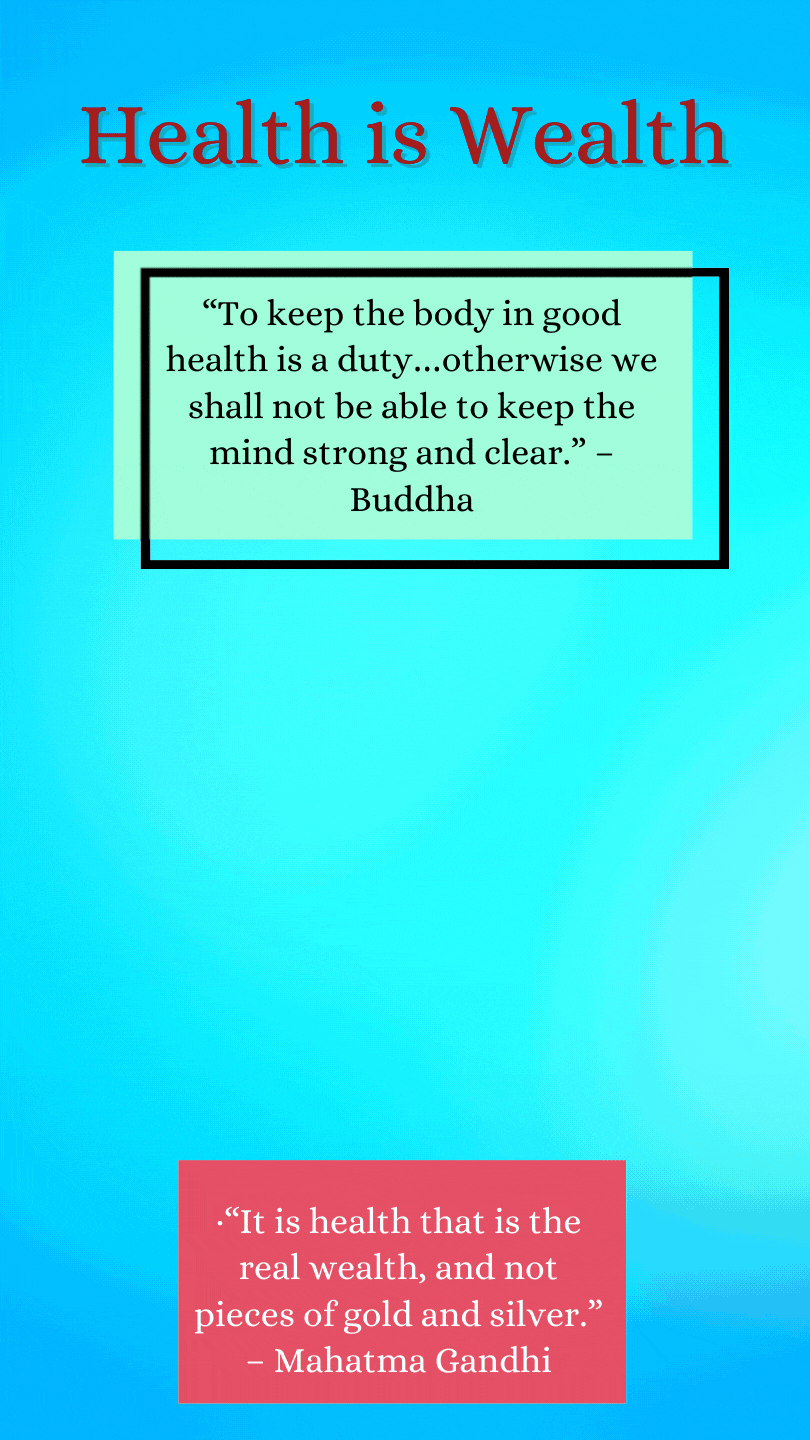 Health is Wealth
“To keep the body in good
health is a duty...otherwise we
shall not be able to keep the
mind strong and clear.” –
Buddha
·“It is health that is the
real wealth, and not
pieces of gold and silver.”
– Mahatma Gandhi